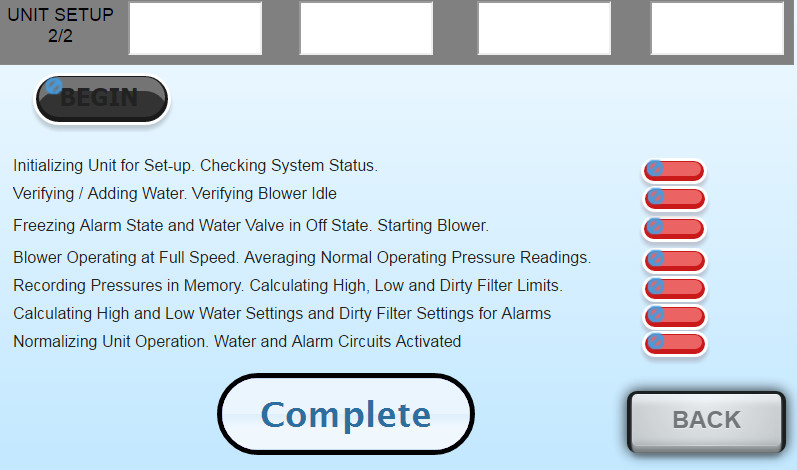 UNIT SETUP
2/2
BEGIN
Initializing Unit for Set-up. Checking System Status.
Verifying / Adding Water. Verifying Blower Idle
Freezing Alarm State and Water Valve in Off State. Starting Blower.
Blower Operating at Full Speed. Averaging Normal Operating Pressure Readings.
Recording Pressures in Memory. Calculating High, Low and Dirty Filter Limits.
Calculating High and Low Water Settings and Dirty Filter Settings for Alarms
Normalizing Unit Operation. Water and Alarm Circuits Activated
Complete
BACK